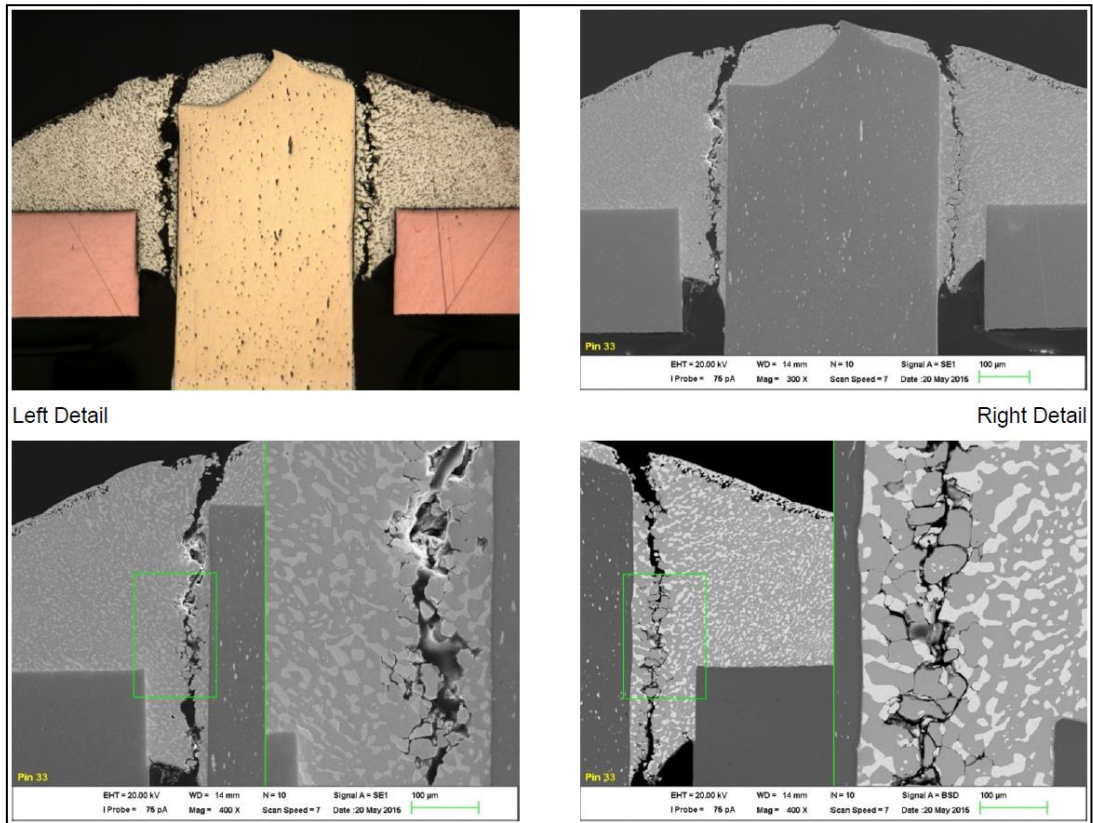 Pin 33
EHT = 20.00 kV WD = 14 mm N = 10 Signal A = SE1 100 µm
I Probe = 75 pA Mag = 300 X Scan Speed = 7 Date :20 May 2015
Left Detail
Right Detail
Pin 33
EHT = 20.00 kV WD = 14 mm N = 10 Signal A = SE1 100 µm
I Probe = 75 pA Mag = 400 X Scan Speed = 7 Date :20 May 2015
Pin 33
EHT = 20.00 kV WD = 14 mm N = 10 Signal A = BSD 100 µm
I Probe = 75 pA Mag = 400 X Scan Speed = 7 Date :20 May 2015